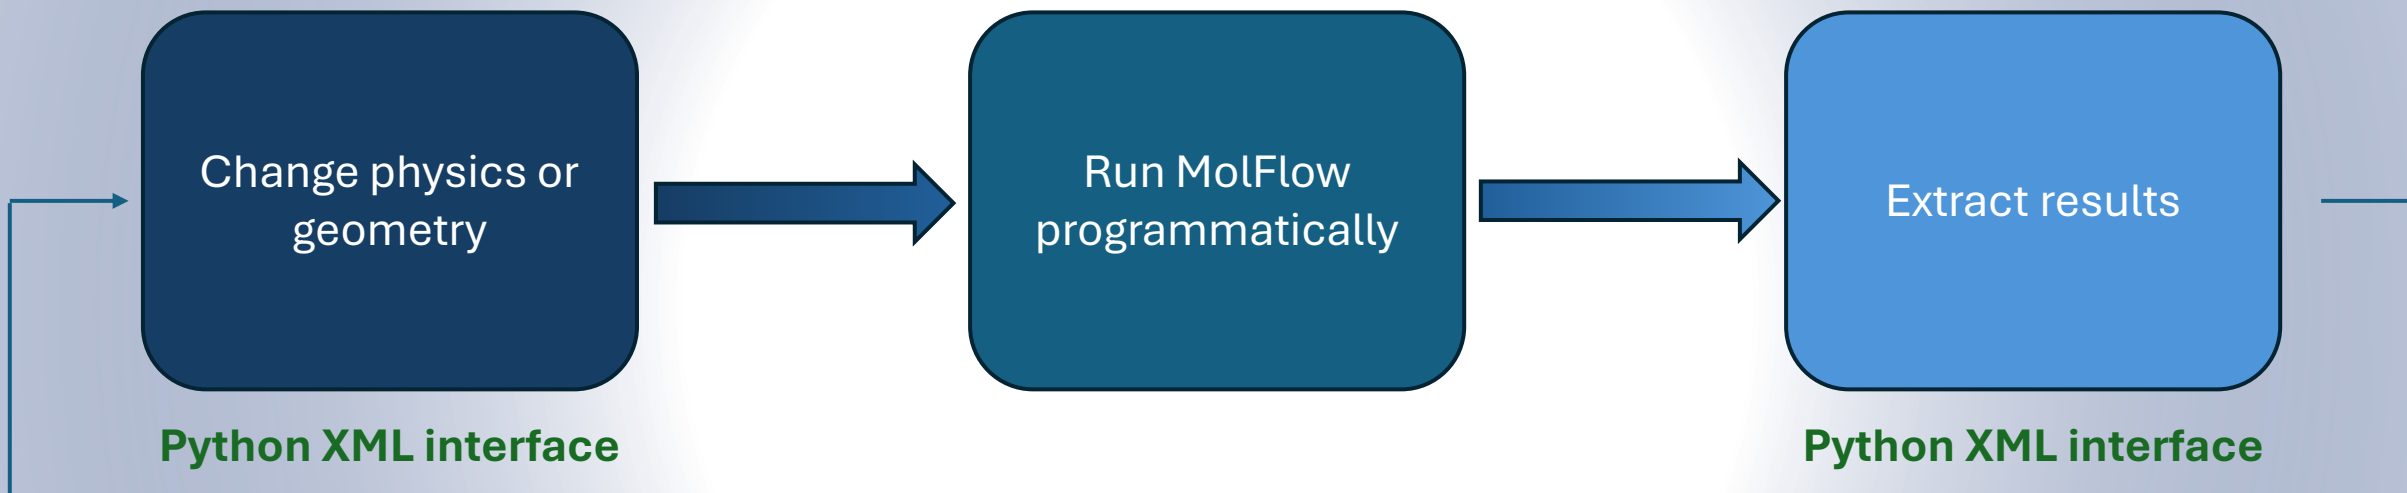 Change physics or
geometry
Run MolFlow
programmatically
Extract results
Python XML interface
Python XML interface